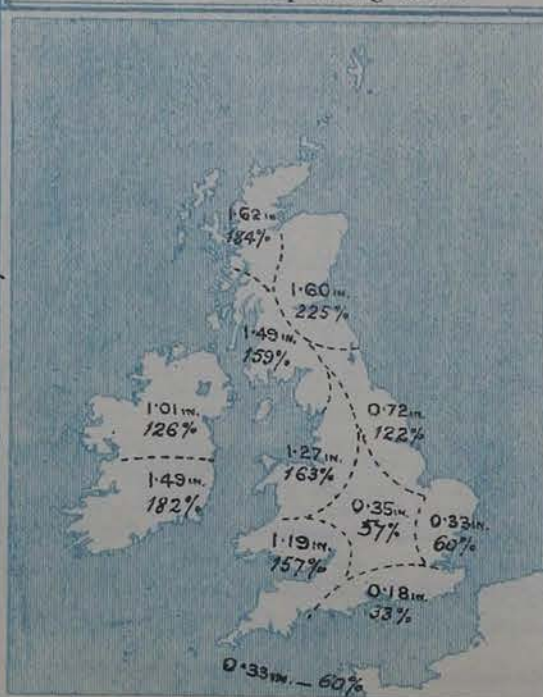 1·62 IN.
184%
1·60 IN.
225%
1·49 IN.
159%
1·01 IN.
126%
0·72 IN.
122%
1·27 IN.
163%
1·49 IN.
182%
0·35 IN.
57%
0·33 IN.
60%
1·19 IN.
157%
0·18 IN.
33%
0·33 IN. — 60%